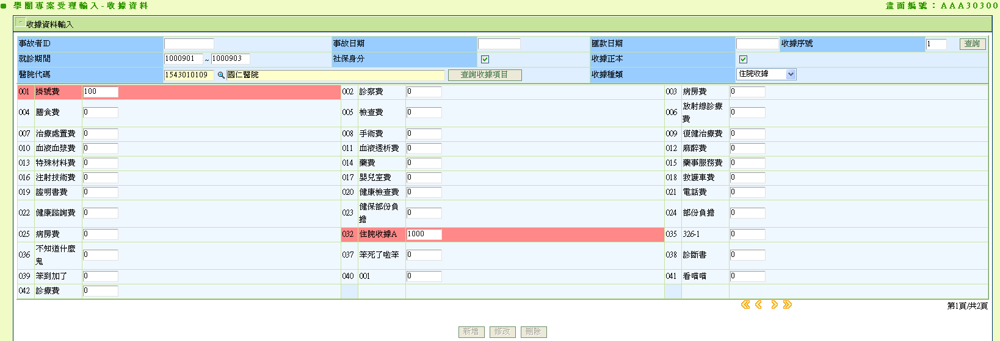 學團專案受理輸入-收據資料 畫面編號：AAA30300
收據資料輸入
事故者ID 事故日期 匯款日期 收據序號 1 查詢
就診期間 1000901 ~ 1000903 社保身分 收據正本
醫院代碼 1543010109 國仁醫院 查詢收據項目 收據種類 住院收據
001 掛號費 100 002 診察費 0 003 病房費 0
004 膳食費 0 005 檢查費 0 006 放射線診療
費 0
007 治療處置費 0 008 手術費 0 009 復健治療費 0
010 血液血漿費 0 011 血液透析費 0 012 麻醉費 0
013 特殊材料費 0 014 藥費 0 015 藥事服務費 0
016 注射技術費 0 017 嬰兒室費 0 018 救護車費 0
019 證明書費 0 020 健康檢查費 0 021 電話費 0
022 健康諮詢費 0 023 健保部份負
擔 0 024 部份負擔 0
025 病房費 0 032 住院收據A 1000 035 326-1 0
036 不知道什麼
鬼 0 037 笨死了啦笨 0 038 診斷書 0
039 笨到加了 0 040 001 0 041 看喵喵 0
042 診療費 0
第1頁/共2頁
新增 修改 刪除